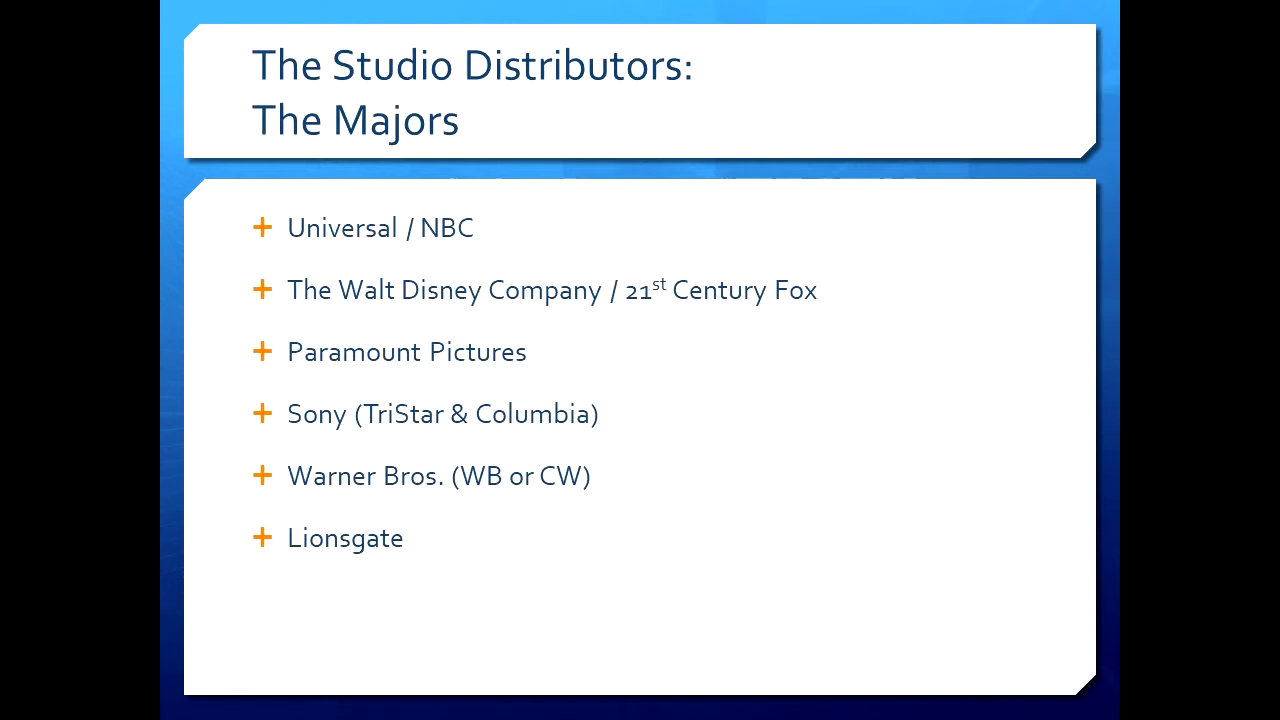 The Studio Distributors:
The Majors
+ Universal / NBC
+ The Walt Disney Company / 21st Century Fox
+ Paramount Pictures
+ Sony (TriStar & Columbia)
+ Warner Bros. (WB or CW)
+ Lionsgate